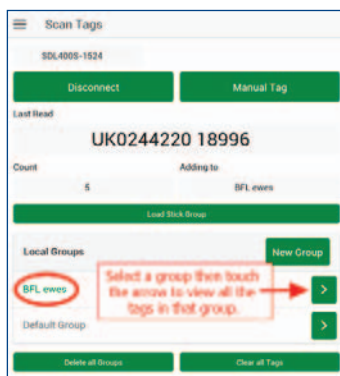 Scan Tags
SDL400S-1524
Disconnect Manual Tag
Last Read
UK0244220 18996
Count Adding to
5 BFL ewes
Load Stick Group
Local Groups New Group
BFL ewes
Select a group then touch
the arrow to view all the
tags in that group.
Default Group
Delete all Groups Clear all Tags